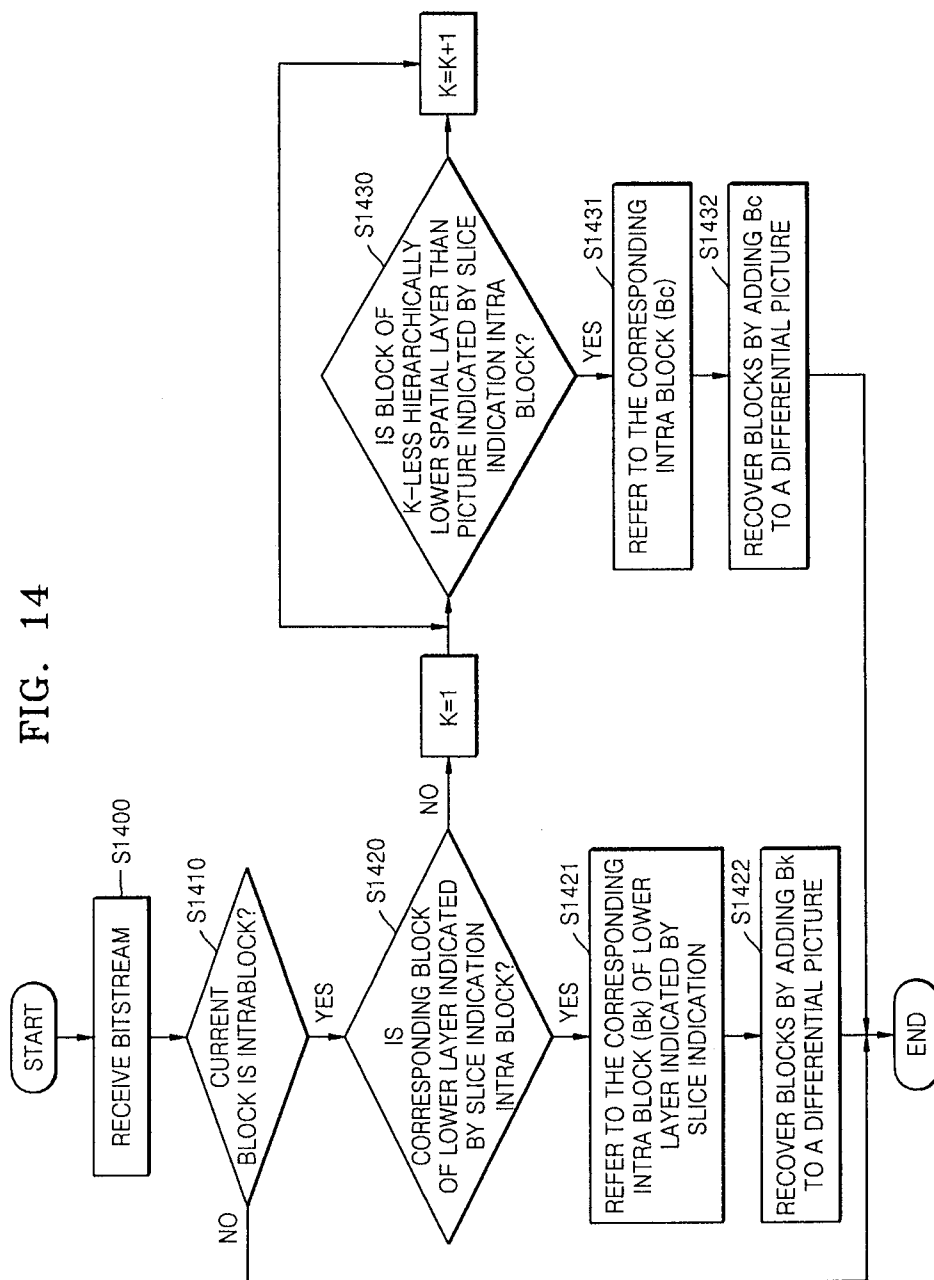 FIG. 14
START
RECEIVE BITSTREAM
S1400
CURRENT
BLOCK IS INTRABLOCK?
S1410
NO
YES
IS
CORRESPONDING BLOCK
OF LOWER LAYER INDICATED
BY SLICE INDICATION
INTRA BLOCK?
S1420
NO
YES
REFER TO THE CORRESPONDING
INTRA BLOCK (Bk) OF LOWER
LAYER INDICATED BY
SLICE INDICATION
S1421
RECOVER BLOCKS BY ADDING Bk
TO A DIFFERENTIAL PICTURE
S1422
END
K=1
IS BLOCK OF
K-LESS HIERARCHICALLY
LOWER SPATIAL LAYER THAN
PICTURE INDICATED BY SLICE
INDICATION INTRA
BLOCK?
S1430
K=K+1
YES
REFER TO THE CORRESPONDING
INTRA BLOCK (Bc)
S1431
RECOVER BLOCKS BY ADDING Bc
TO A DIFFERENTIAL PICTURE
S1432